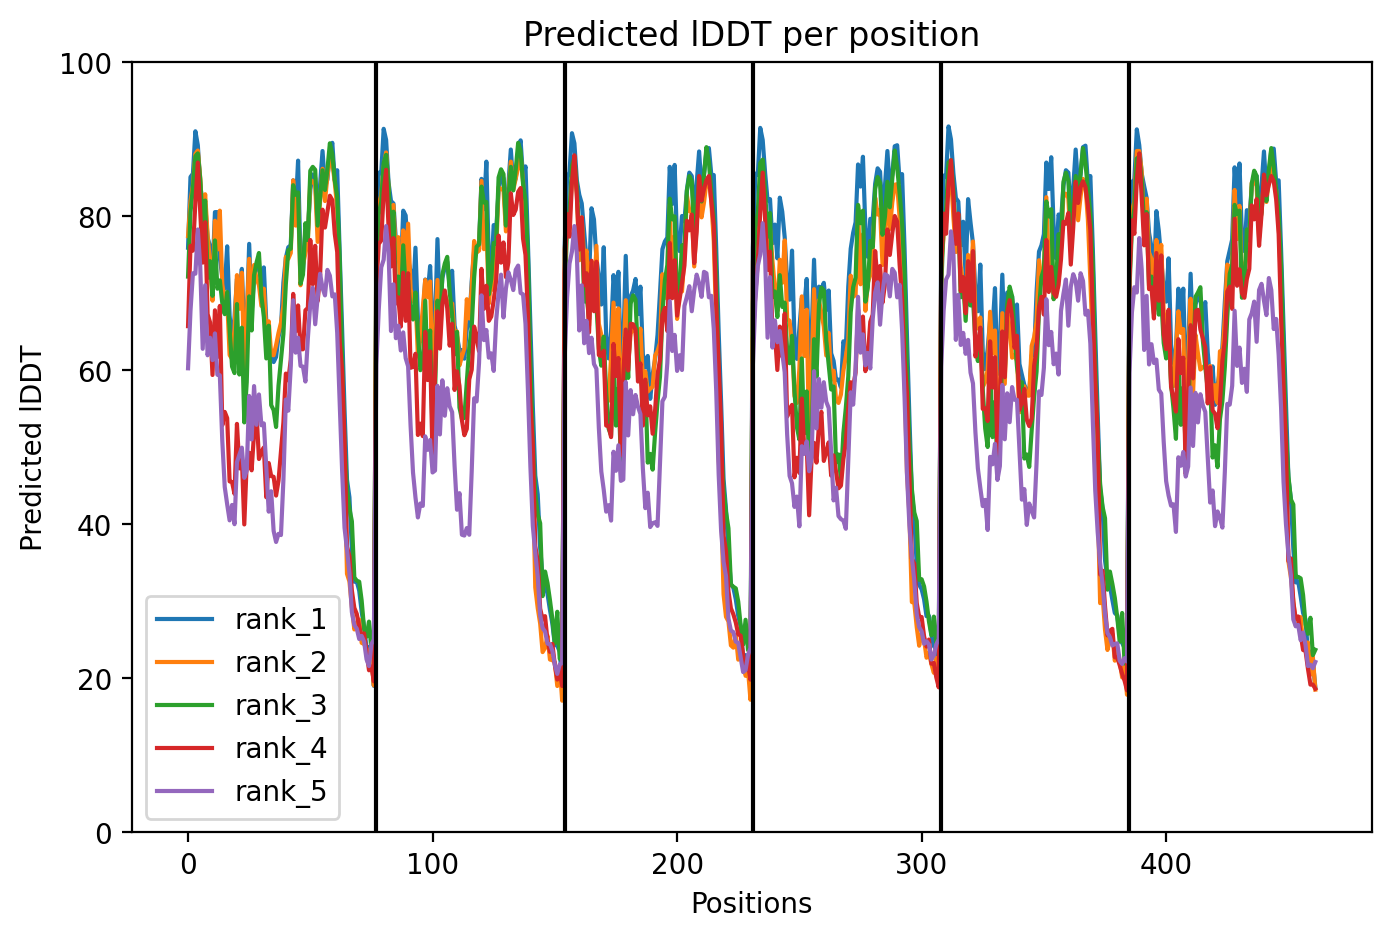 Predicted lDDT per position
Predicted lDDT
100
80
60
40
20
0
rank_1
rank_2
rank_3
rank_4
rank_5
0 100 200 300 400
Positions